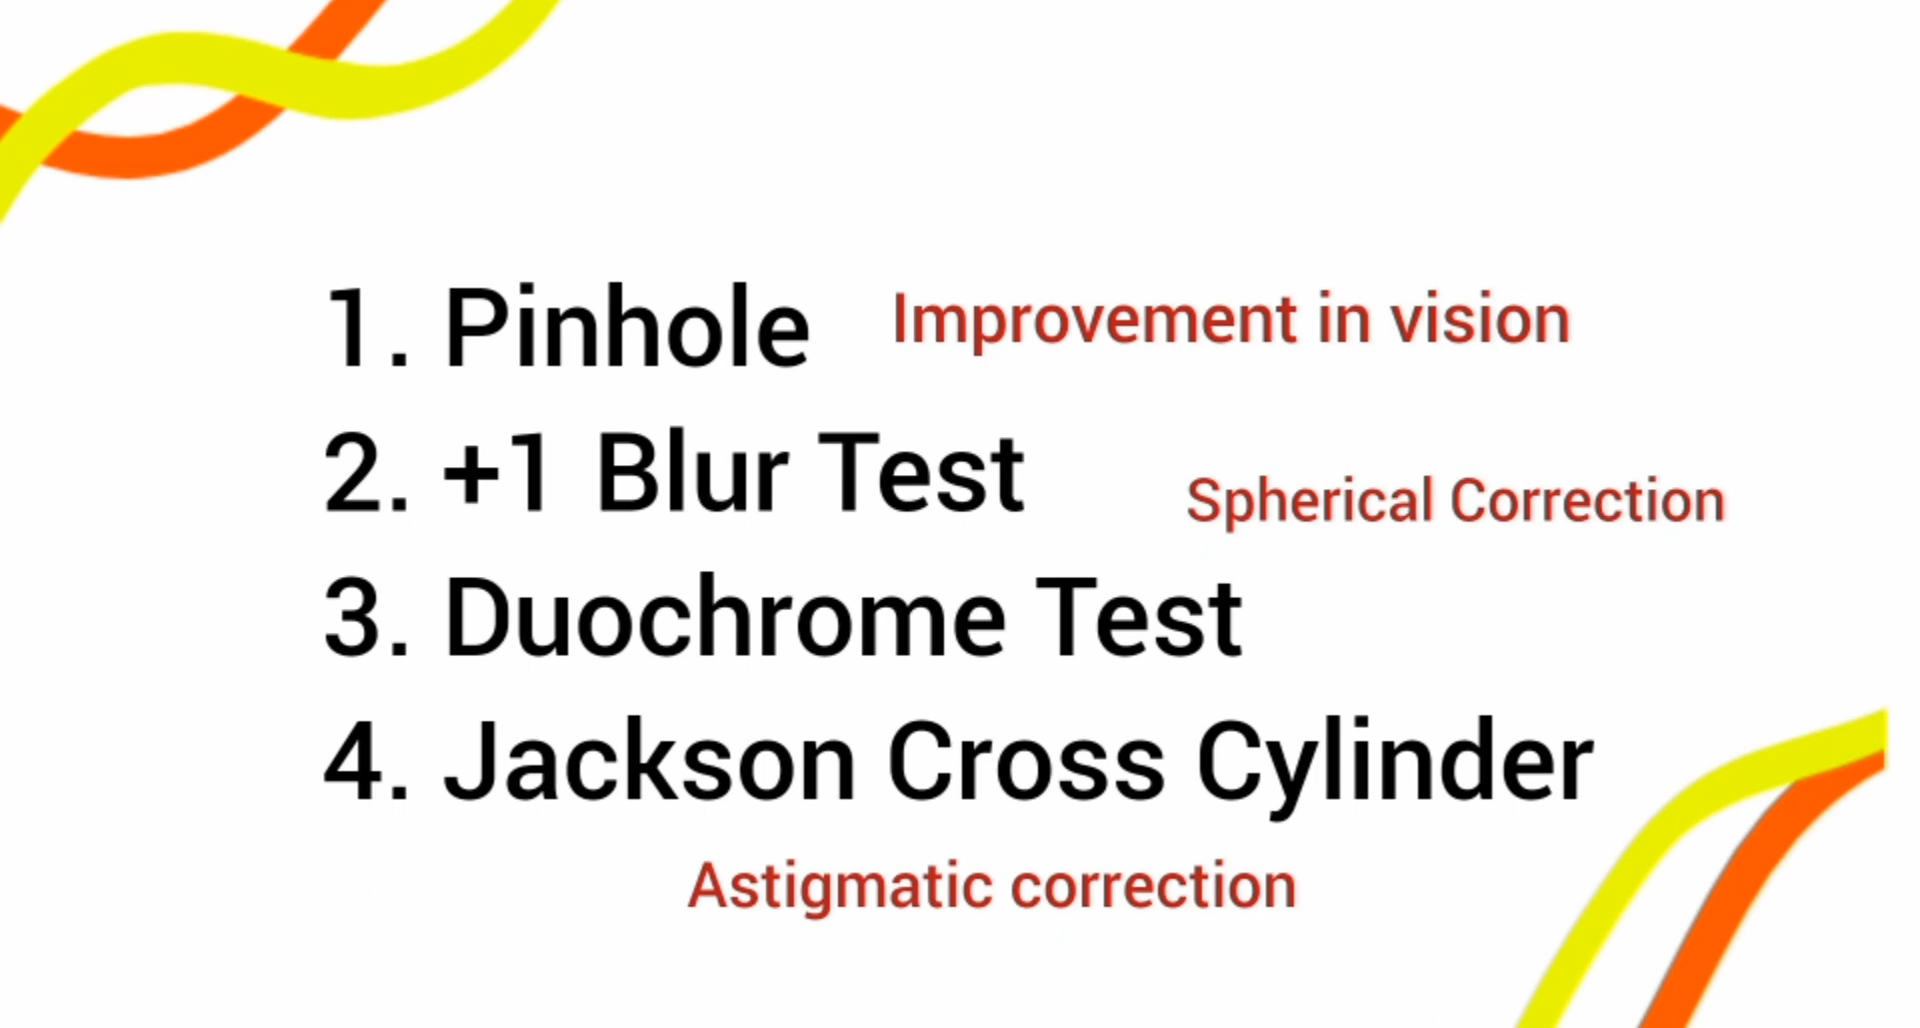 1. Pinhole Improvement in vision
2. +1 Blur Test Spherical Correction
3. Duochrome Test
4. Jackson Cross Cylinder
Astigmatic correction